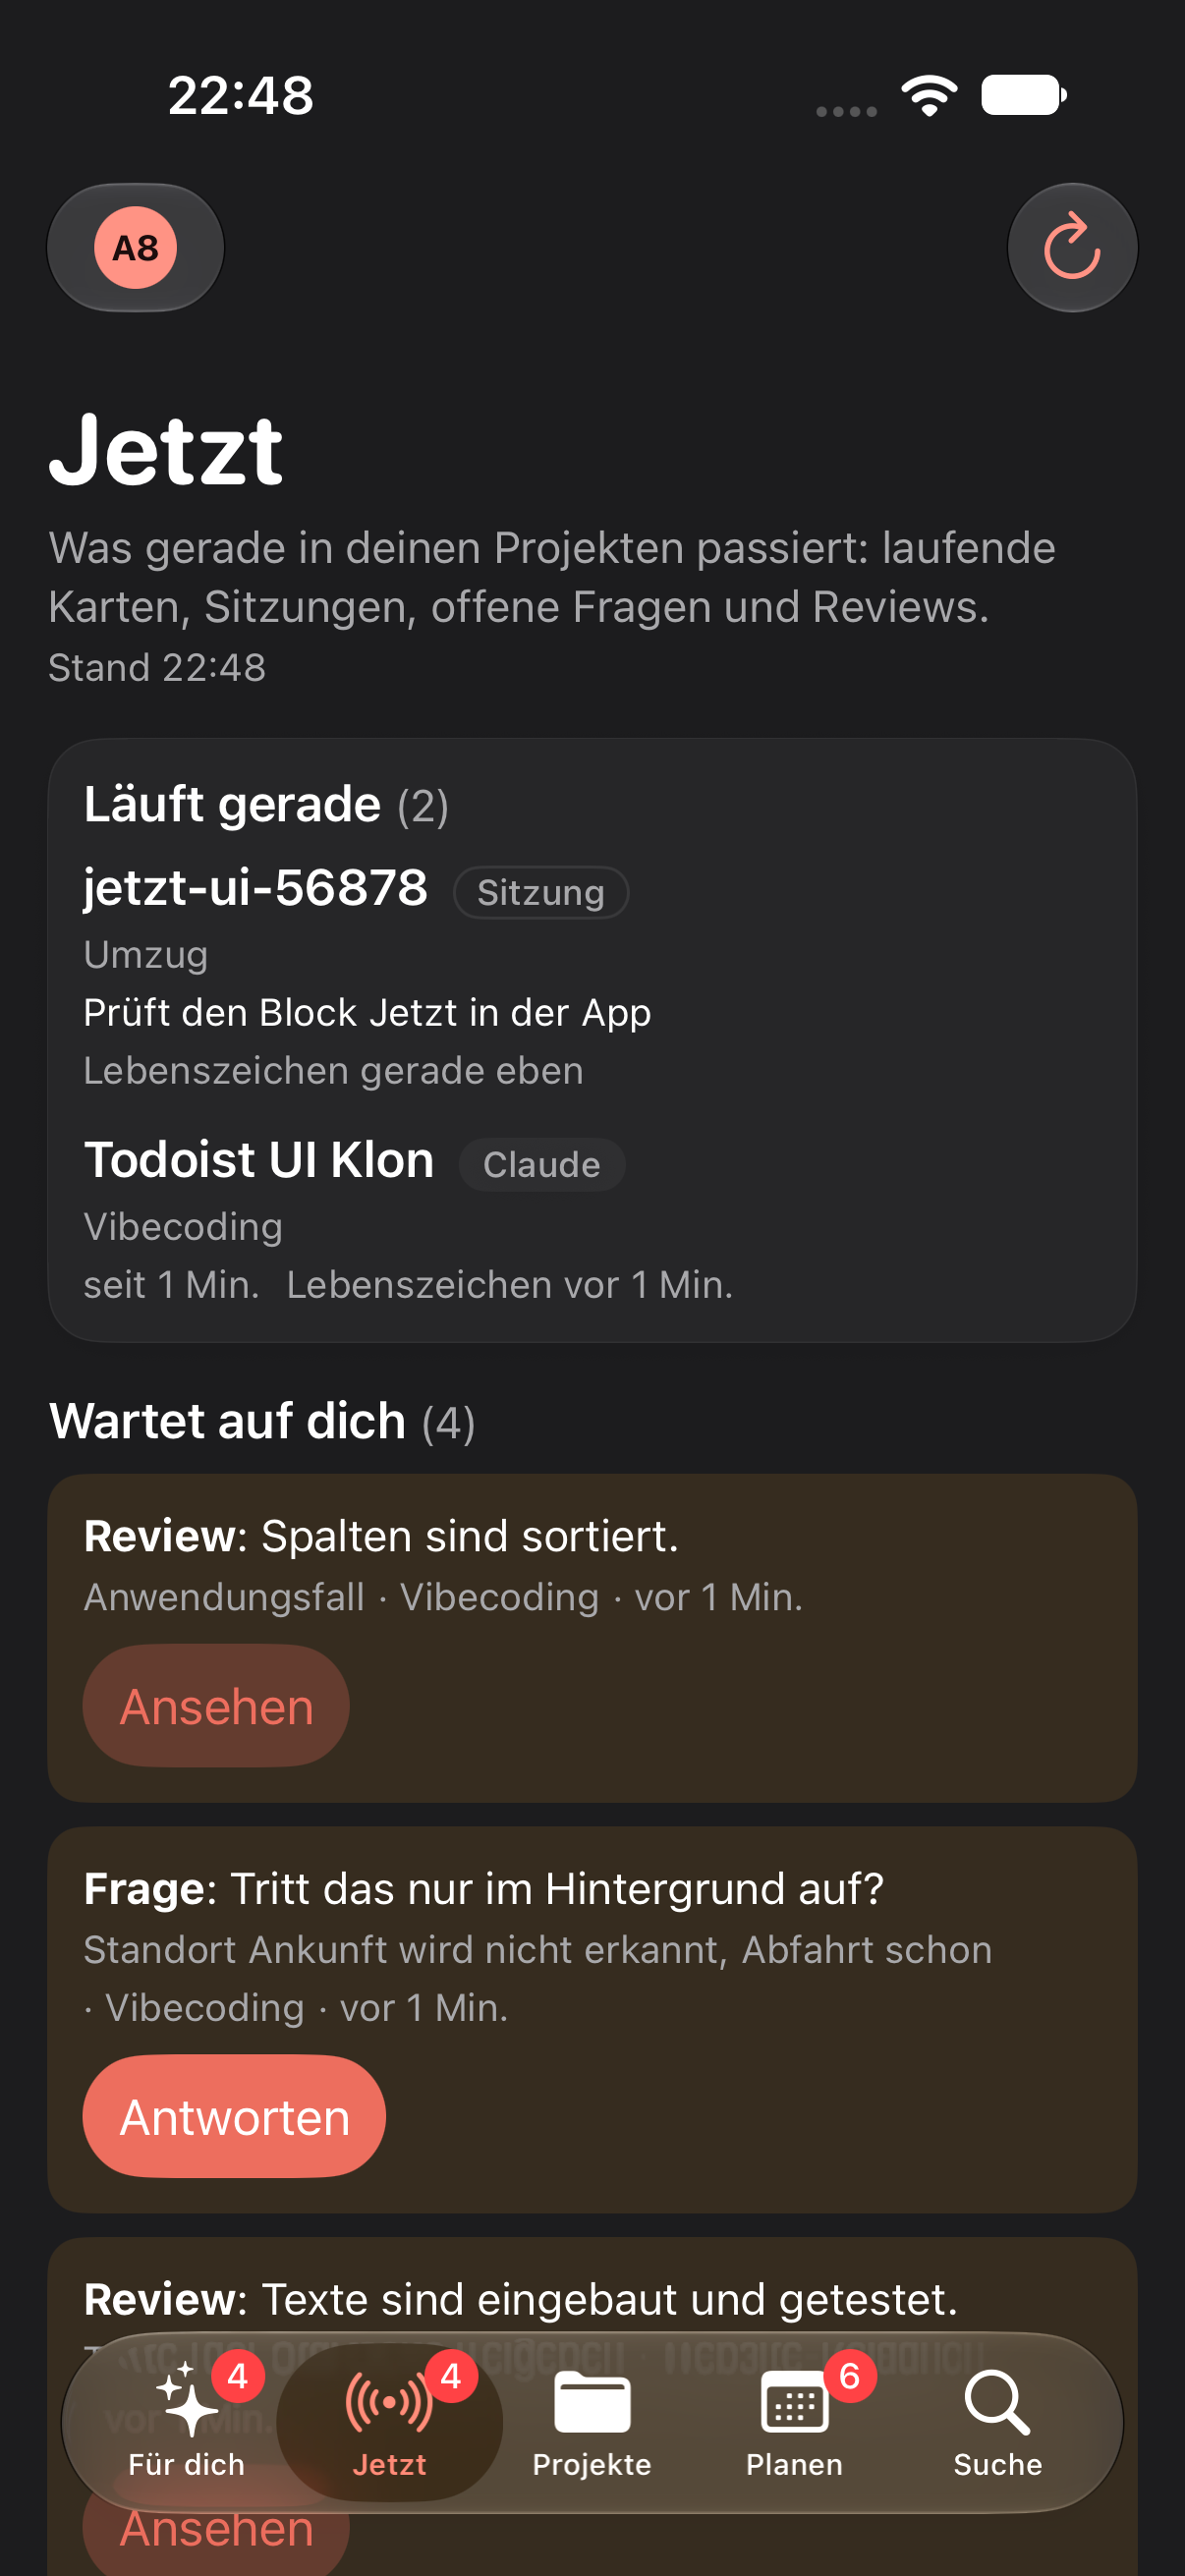 22:48
A8
Jetzt
Was gerade in deinen Projekten passiert: laufende
Karten, Sitzungen, offene Fragen und Reviews.
Stand 22:48
Läuft gerade (2)
jetzt-ui-56878 Sitzung
Umzug
Prüft den Block Jetzt in der App
Lebenszeichen gerade eben
Todoist UI Klon Claude
Vibecoding
seit 1 Min. Lebenszeichen vor 1 Min.
Wartet auf dich (4)
Review: Spalten sind sortiert.
Anwendungsfall · Vibecoding · vor 1 Min.
Ansehen
Frage: Tritt das nur im Hintergrund auf?
Standort Ankunft wird nicht erkannt, Abfahrt schon
· Vibecoding · vor 1 Min.
Antworten
Review: Texte sind eingebaut und getestet.
vor 1 Min.
4 4 6
Für dich Jetzt Projekte Planen Suche
Ansehen